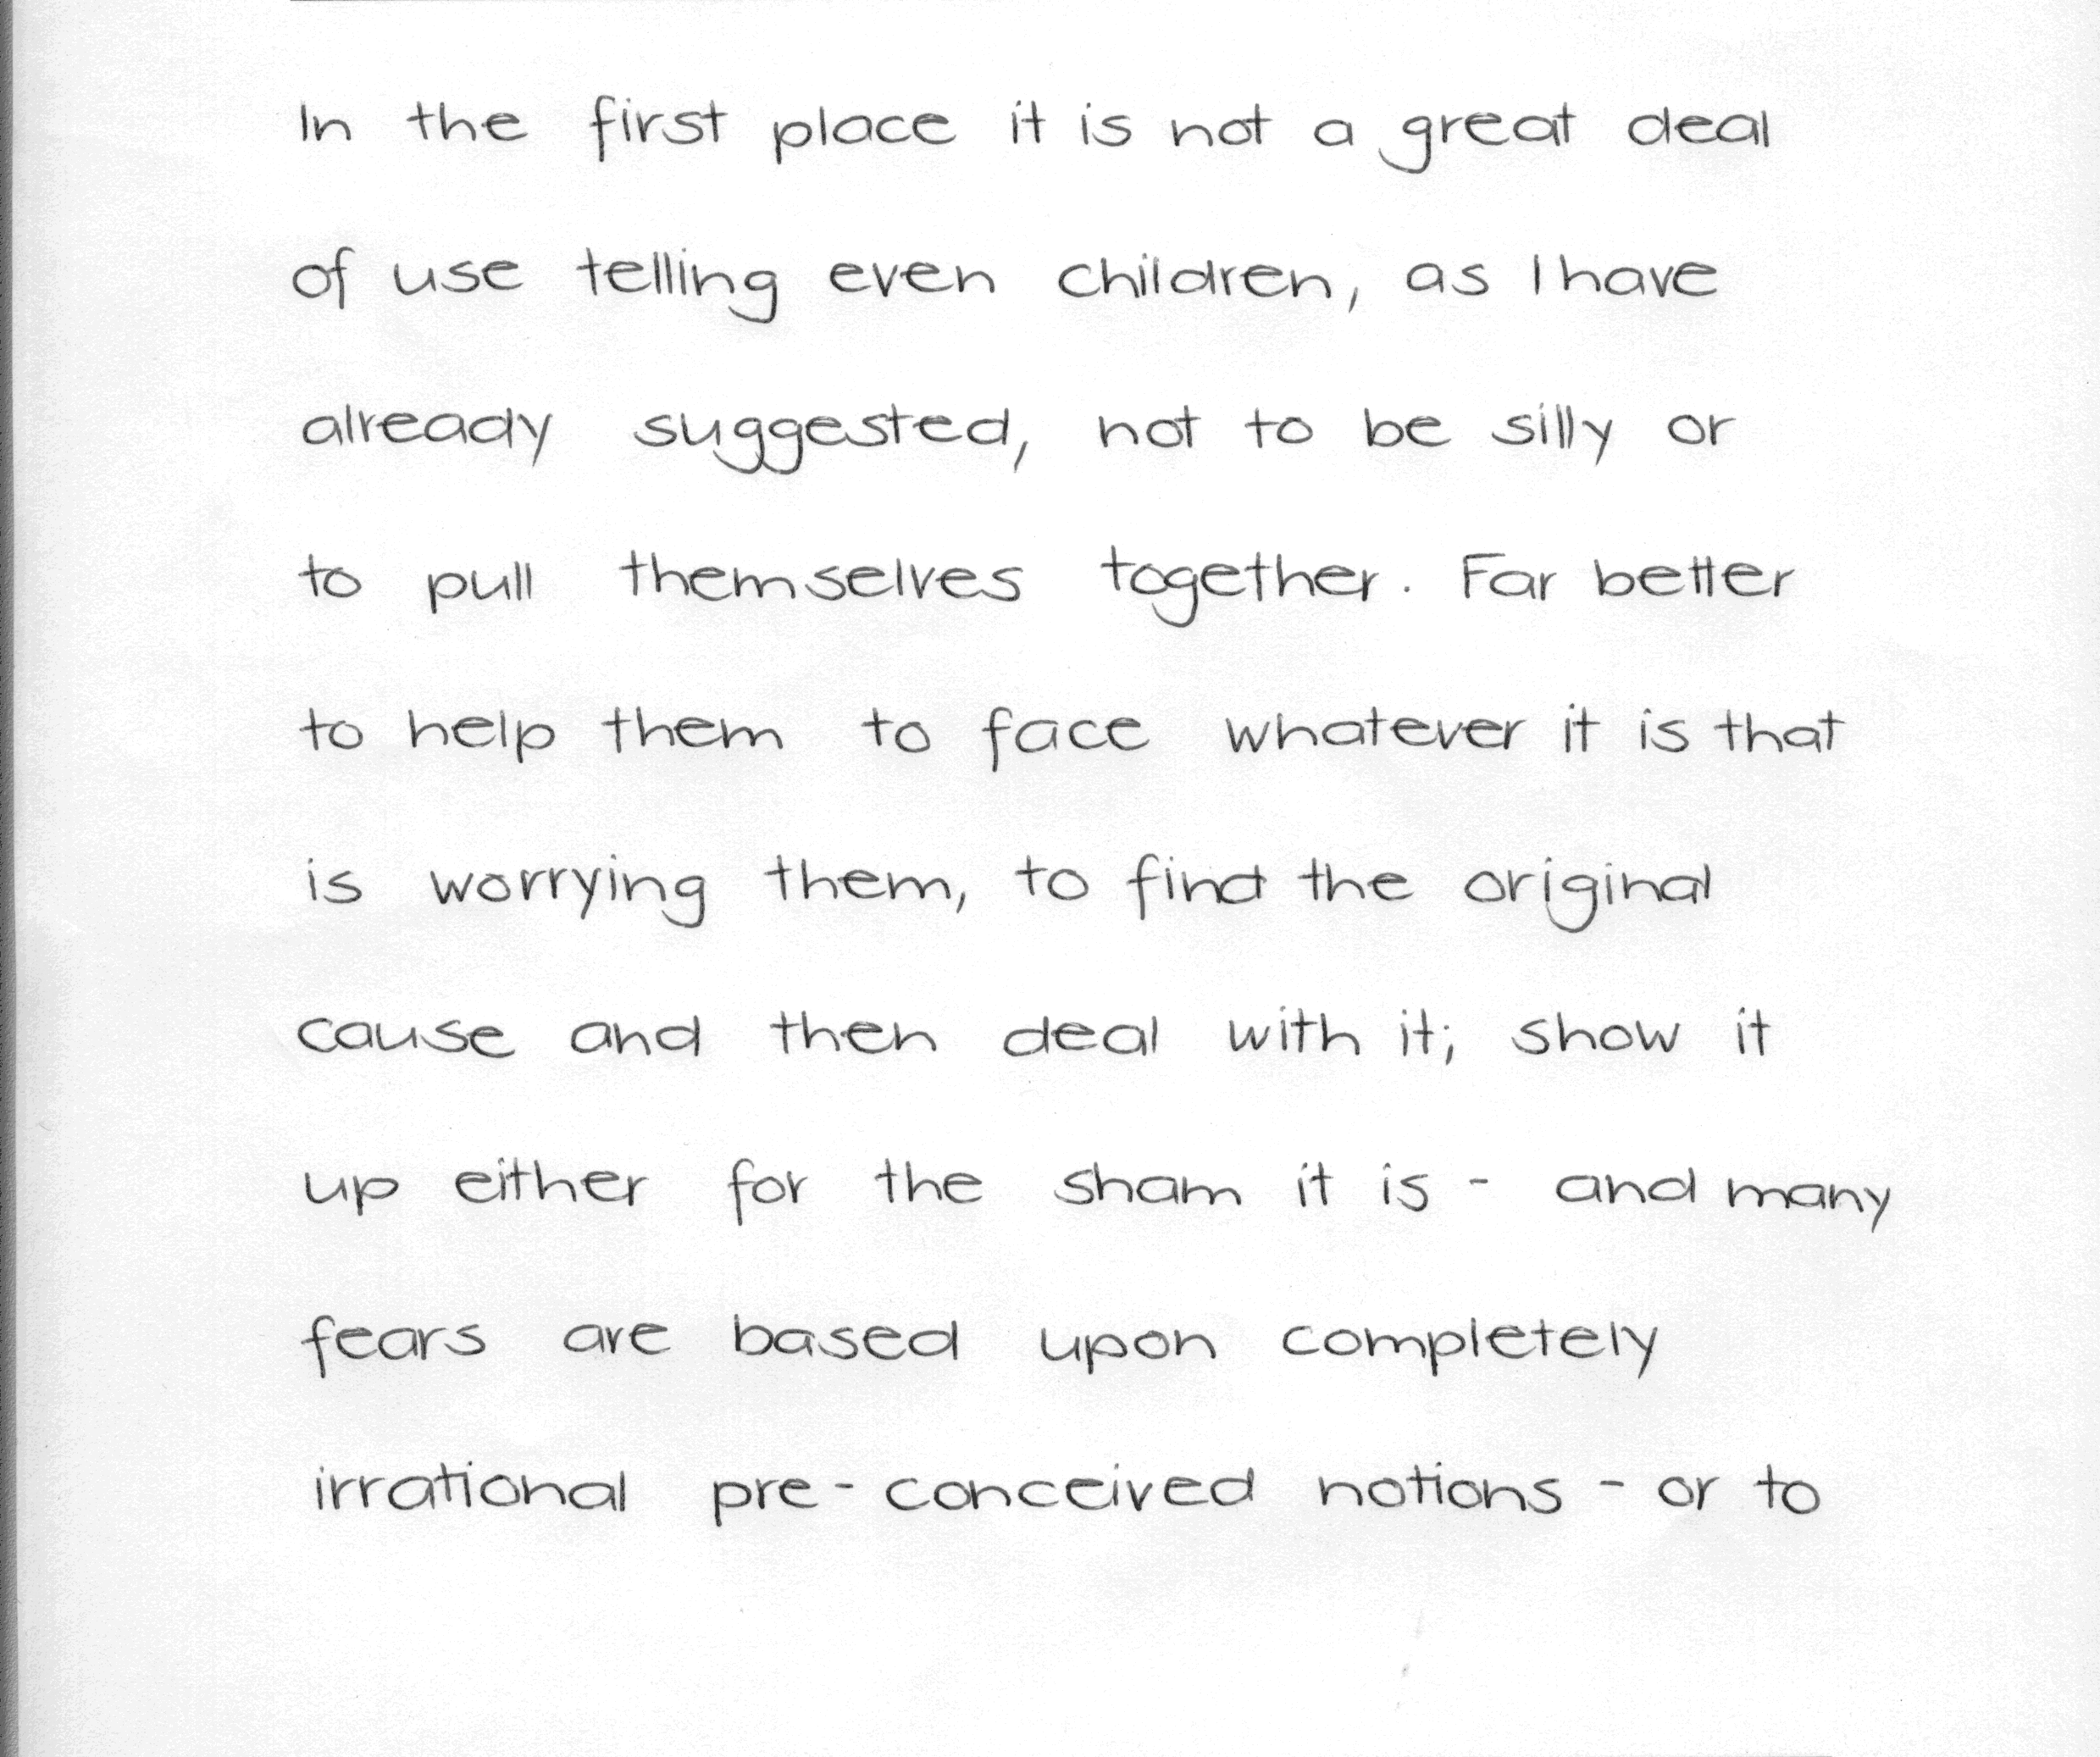 In the first place it is not a great deal
of use telling even children, as I have
already suggested, not to be silly or
to pull themselves together. Far better
to help them to face whatever it is that
is worrying them, to find the original
cause and then deal with it; show it
up either for the sham it is - and many
fears are based upon completely
irrational pre-conceived notions - or to